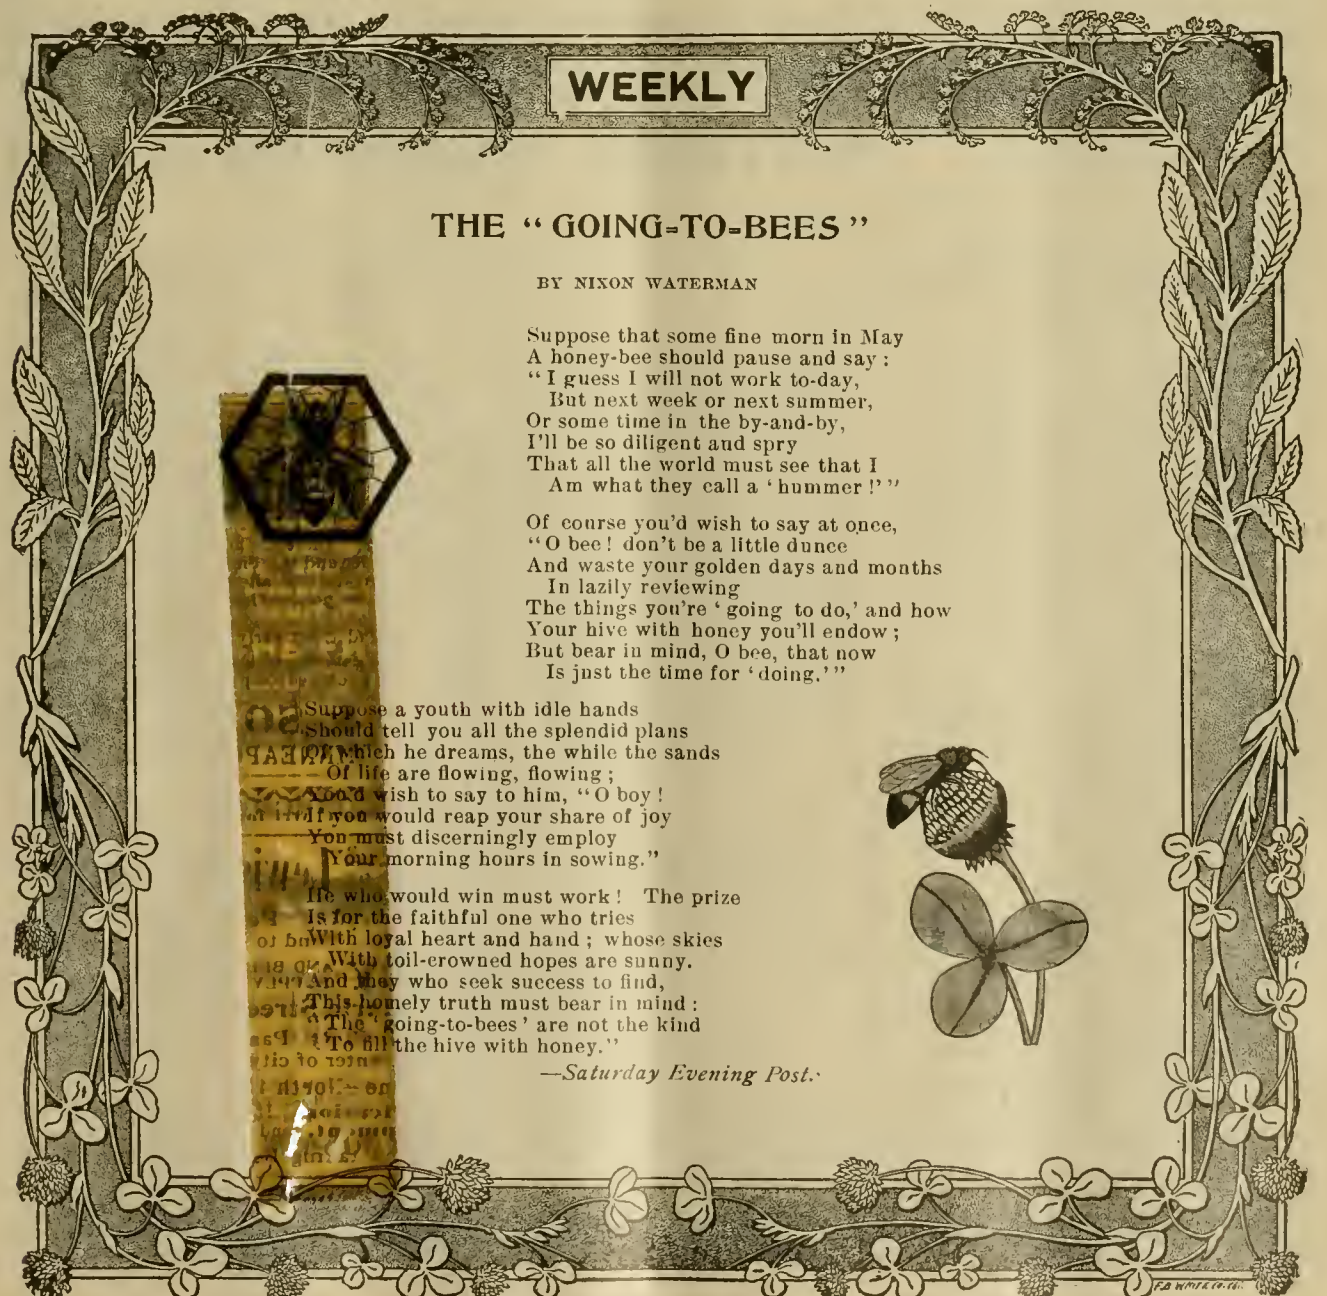 WEEKLY
THE “ GOING-TO-BEES ”
BY NIXON WATERMAN
Suppose that some fine morn in May
A honey-bee should pause and say :
“ I guess I will not work to-day,
But next week or next summer,
Or some time in the by-and-by,
I'll be so diligent and spry
That all the world must see that I
Am what they call a ‘ hummer !’ ”
Of course you'd wish to say at once,
“O bee ! don't be a little dunce
And waste your golden days and months
In lazily reviewing
The things you're ‘ going to do,’ and how
Your hive with honey you'll endow ;
But bear in mind, O bee, that now
Is just the time for ‘ doing.’ ”
Suppose a youth with idle hands
Should tell you all the splendid plans
Of which he dreams, the while the sands
Of life are flowing, flowing ;
You'd wish to say to him, “O boy !
If you would reap your share of joy
You must discerningly employ
Your morning hours in sowing.”
He who would win must work ! The prize
Is for the faithful one who tries
With loyal heart and hand ; whose skies
With toil-crowned hopes are sunny.
And they who seek success to find,
This homely truth must bear in mind :
“ The ‘ going-to-bees ’ are not the kind
To fill the hive with honey.”
—Saturday Evening Post.